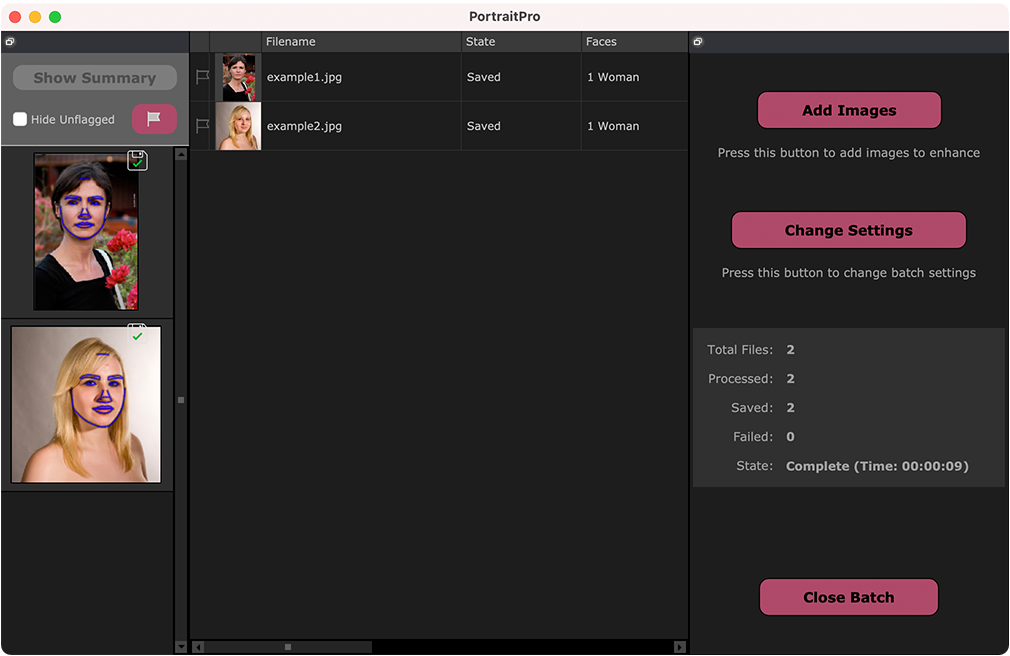 PortraitPro
Show Summary
Hide Unflagged
Filename State Faces
example1.jpg Saved 1 Woman
example2.jpg Saved 1 Woman
Add Images
Press this button to add images to enhance
Change Settings
Press this button to change batch settings
Total Files: 2
Processed: 2
Saved: 2
Failed: 0
State: Complete (Time: 00:00:09)
Close Batch